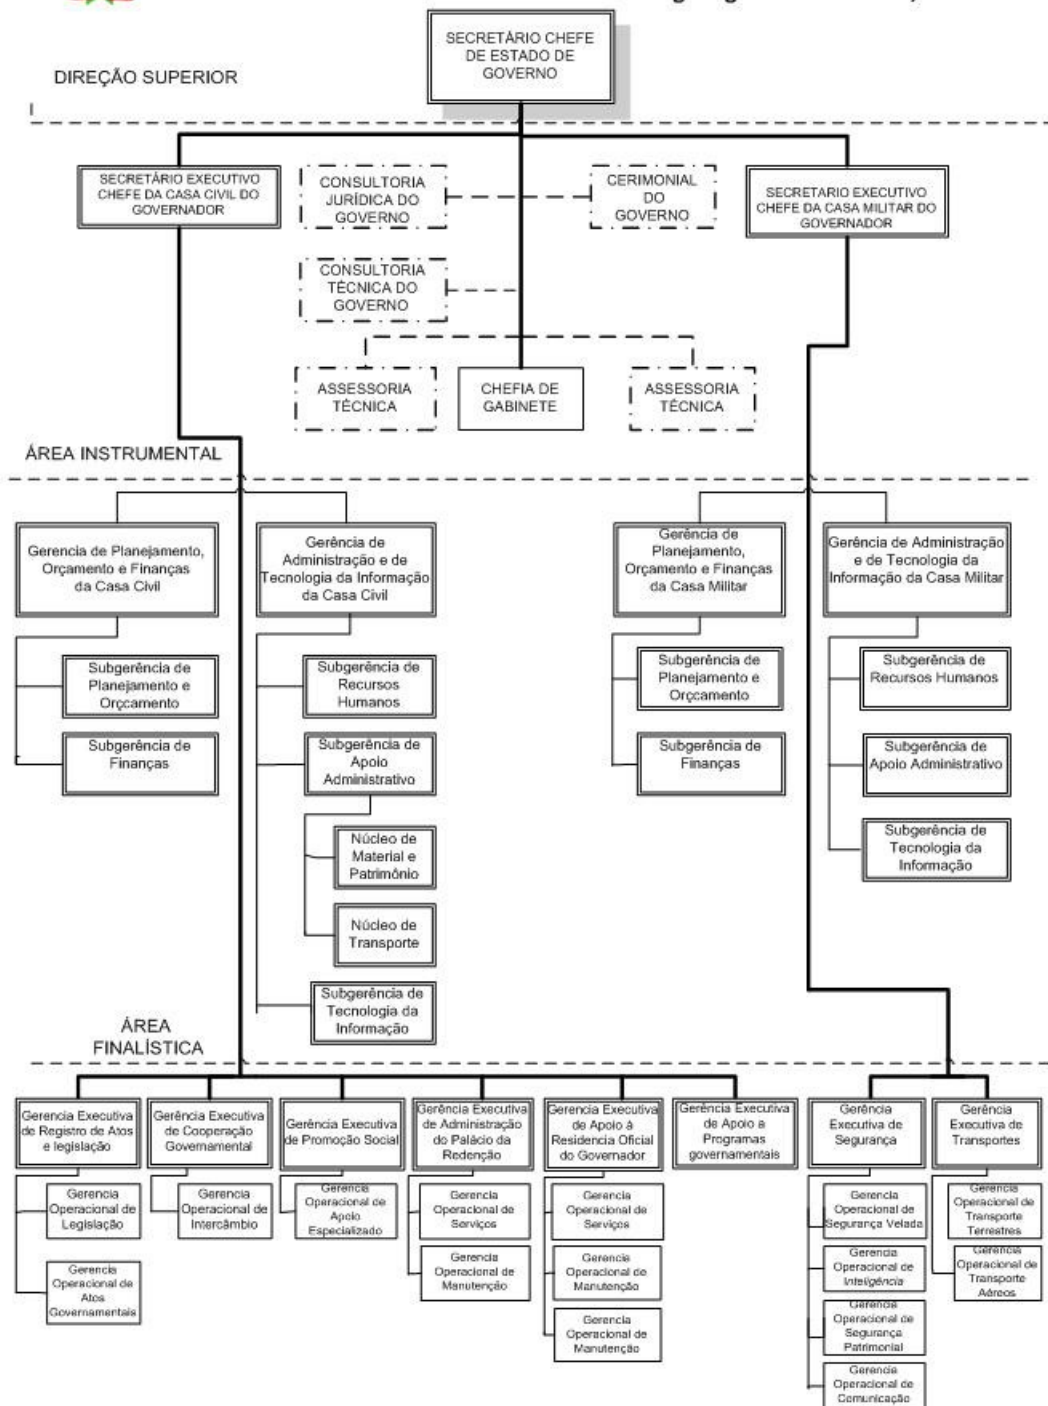 SECRETÁRIO CHEFE
DE ESTADO DE
GOVERNO
DIREÇÃO SUPERIOR
SECRETÁRIO EXECUTIVO
CHEFE DA CASA CIVIL DO
GOVERNADOR
CONSULTORIA
JURÍDICA DO
GOVERNO
CERIMONIAL
DO
GOVERNO
SECRETARIO EXECUTIVO
CHEFE DA CASA MILITAR DO
GOVERNADOR
CONSULTORIA
TÉCNICA DO
GOVERNO
ASSESSORIA
TÉCNICA
CHEFIA DE
GABINETE
ASSESSORIA
TÉCNICA
ÁREA INSTRUMENTAL
Gerencia de Planejamento,
Orçamento e Finanças
da Casa Civil
Gerência de
Administração e de
Tecnologia da Informação
da Casa Civil
Gerência de
Planejamento,
Orçamento e Finanças
da Casa Militar
Gerência de Administração
e de Tecnologia da
Informação da Casa Militar
Subgerência de
Planejamento e
Orçcamento
Subgerência de
Finanças
Subgerência de
Recursos
Humanos
Subgerência de
Apoio
Administrativo
Núcleo de
Material e
Patrimônio
Núcleo de
Transporte
Subgerência de
Tecnologia da
Informação
Subgerência de
Planejamento e
Orçcamento
Subgerência de
Finanças
Subgerência de
Recursos Humanos
Subgerência de
Apoio Administrativo
Subgerência de
Tecnologia da
Informação
ÁREA
FINALÍSTICA
Gerencia Executiva
de Registro de Atos
e legislação
Gerência Executiva
de Cooperação
Governamental
Gerência Executiva
de Promoção Social
Gerência Executiva
de Administração
do Palácio da
Redenção
Gerencia Executiva
de Apoio à
Residencia Oficial
do Governador
Gerência Executiva
de Apoio a
Programas
governamentais
Gerência
Executiva de
Segurança
Gerência
Executiva de
Transportes
Gerencia
Operacional de
Legislação
Gerencia
Operacional de
Atos
Governamentais
Gerencia
Operacional de
Intercâmbio
Gerencia
Operacional de
Apoio
Especializado
Gerencia
Operacional de
Serviços
Gerencia
Operacional de
Manutenção
Gerencia
Operacional de
Serviços
Gerencia
Operacional de
Manutenção
Gerencia
Operacional de
Manutenção
Gerencia
Operacional de
Segurança Velada
Gerencia
Operacional de
Inteligência
Gerencia
Operacional de
Segurança
Patrimonial
Gerencia
Operacional de
Comunicação
Gerencia
Operacional de
Transporte
Terrestres
Gerencia
Operacional de
Transporte
Aéreos